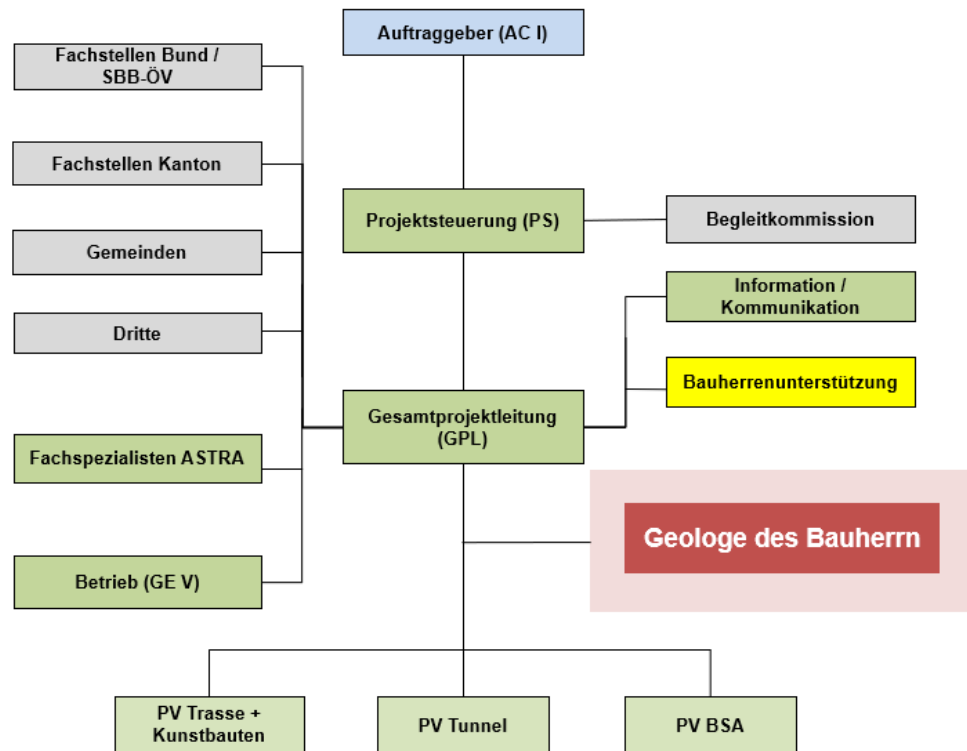 Auftraggeber (AC I)
Fachstellen Bund /
SBB-ÖV
Fachstellen Kanton
Projektsteuerung (PS)
Begleitkommission
Gemeinden
Information /
Kommunikation
Dritte
Bauherrenunterstützung
Gesamtprojektleitung
(GPL)
Fachspezialisten ASTRA
Geologe des Bauherrn
Betrieb (GE V)
PV Trasse +
Kunstbauten
PV Tunnel
PV BSA